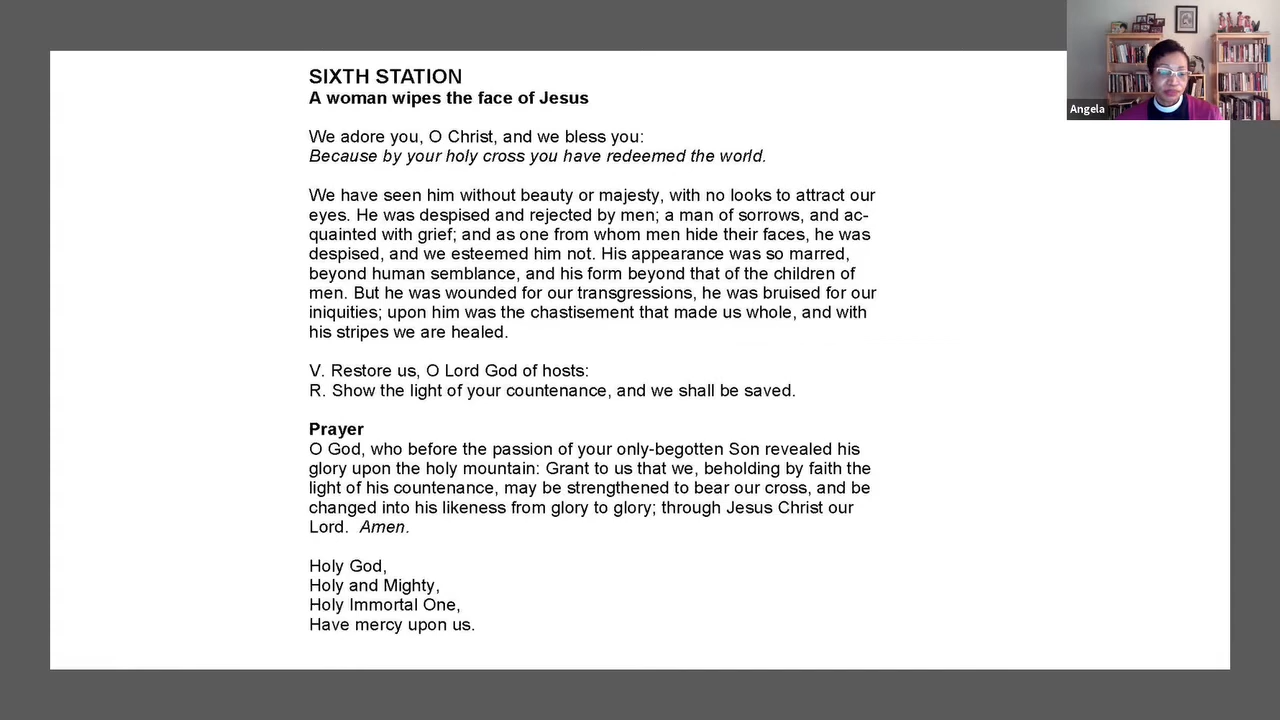 SIXTH STATION
A woman wipes the face of Jesus
We adore you, O Christ, and we bless you:
Because by your holy cross you have redeemed the world.
We have seen him without beauty or majesty, with no looks to attract our
eyes. He was despised and rejected by men; a man of sorrows, and ac-
quainted with grief; and as one from whom men hide their faces, he was
despised, and we esteemed him not. His appearance was so marred,
beyond human semblance, and his form beyond that of the children of
men. But he was wounded for our transgressions, he was bruised for our
iniquities; upon him was the chastisement that made us whole, and with
his stripes we are healed.
V. Restore us, O Lord God of hosts:
R. Show the light of your countenance, and we shall be saved.
Prayer
O God, who before the passion of your only-begotten Son revealed his
glory upon the holy mountain: Grant to us that we, beholding by faith the
light of his countenance, may be strengthened to bear our cross, and be
changed into his likeness from glory to glory; through Jesus Christ our
Lord.  Amen.
Holy God,
Holy and Mighty,
Holy Immortal One,
Have mercy upon us.
Angela